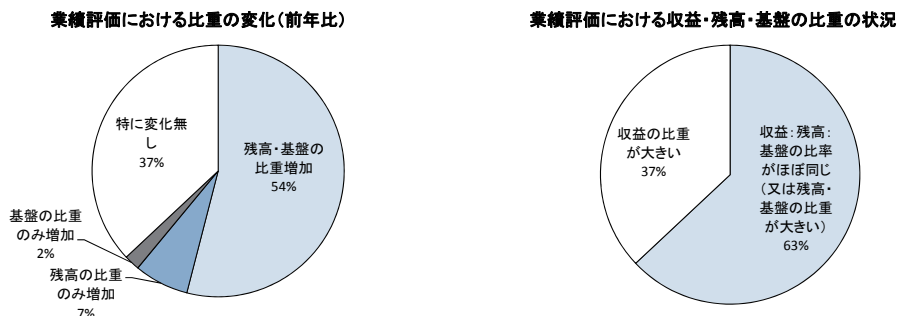 業績評価における比重の変化(前年比)
特に変化無
し
37%
残高・基盤の
比重増加
54%
基盤の比重
のみ増加
2%
残高の比重
のみ増加
7%
業績評価における収益・残高・基盤の比重の状況
収益の比重
が大きい
37%
収益:残高:
基盤の比率
がほぼ同じ
(又は残高・
基盤の比重
が大きい)
63%